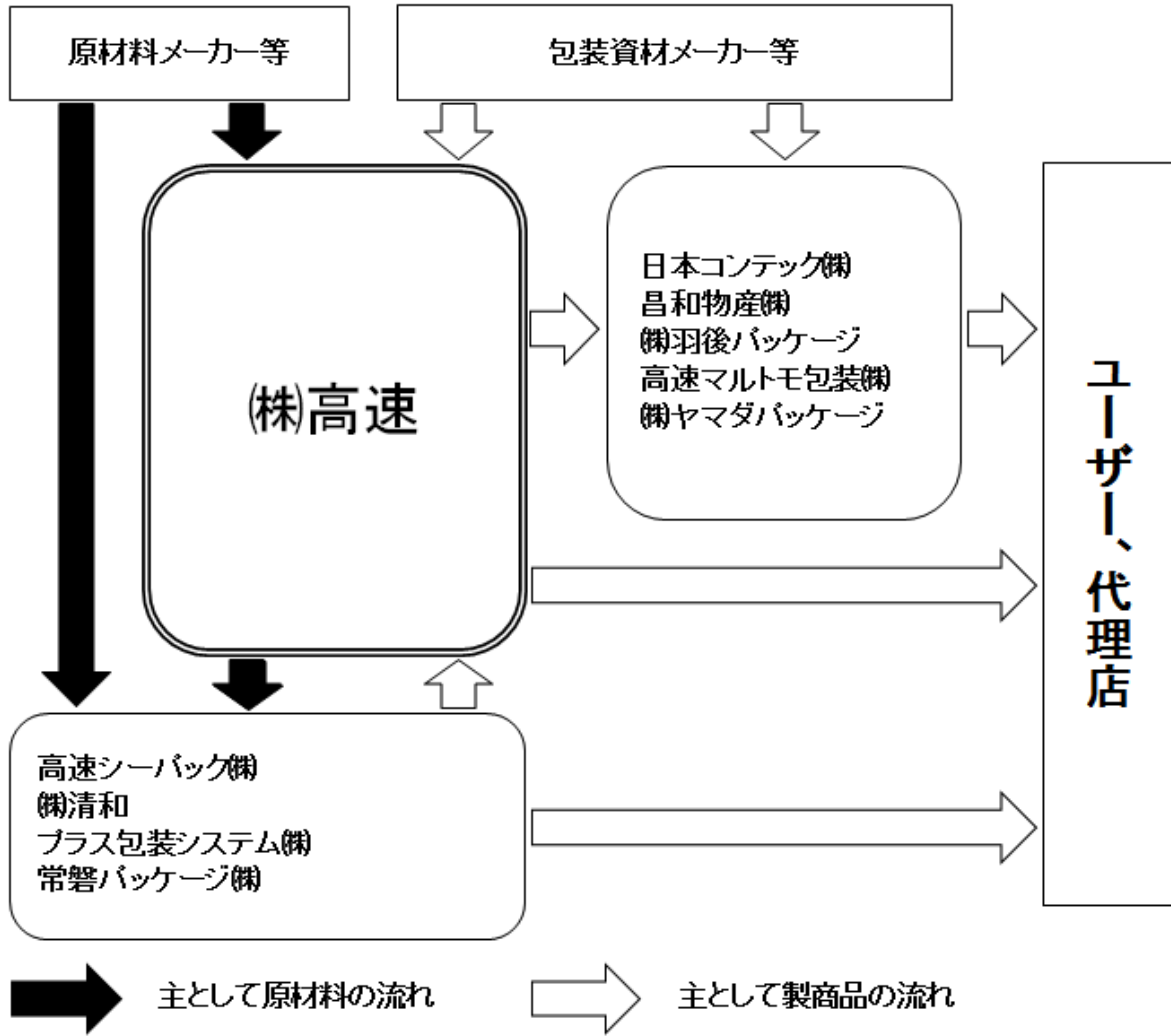 原材料メーカー等
包装資材メーカー等
㈱高速
日本コンテック㈱
昌和物産㈱
㈱羽後パッケージ
高速マルトモ包装㈱
㈱ヤマダパッケージ
ユーザー、代理店
高速シーパック㈱
㈱清和
プラス包装システム㈱
常磐パッケージ㈱
主として原材料の流れ
主として製商品の流れ